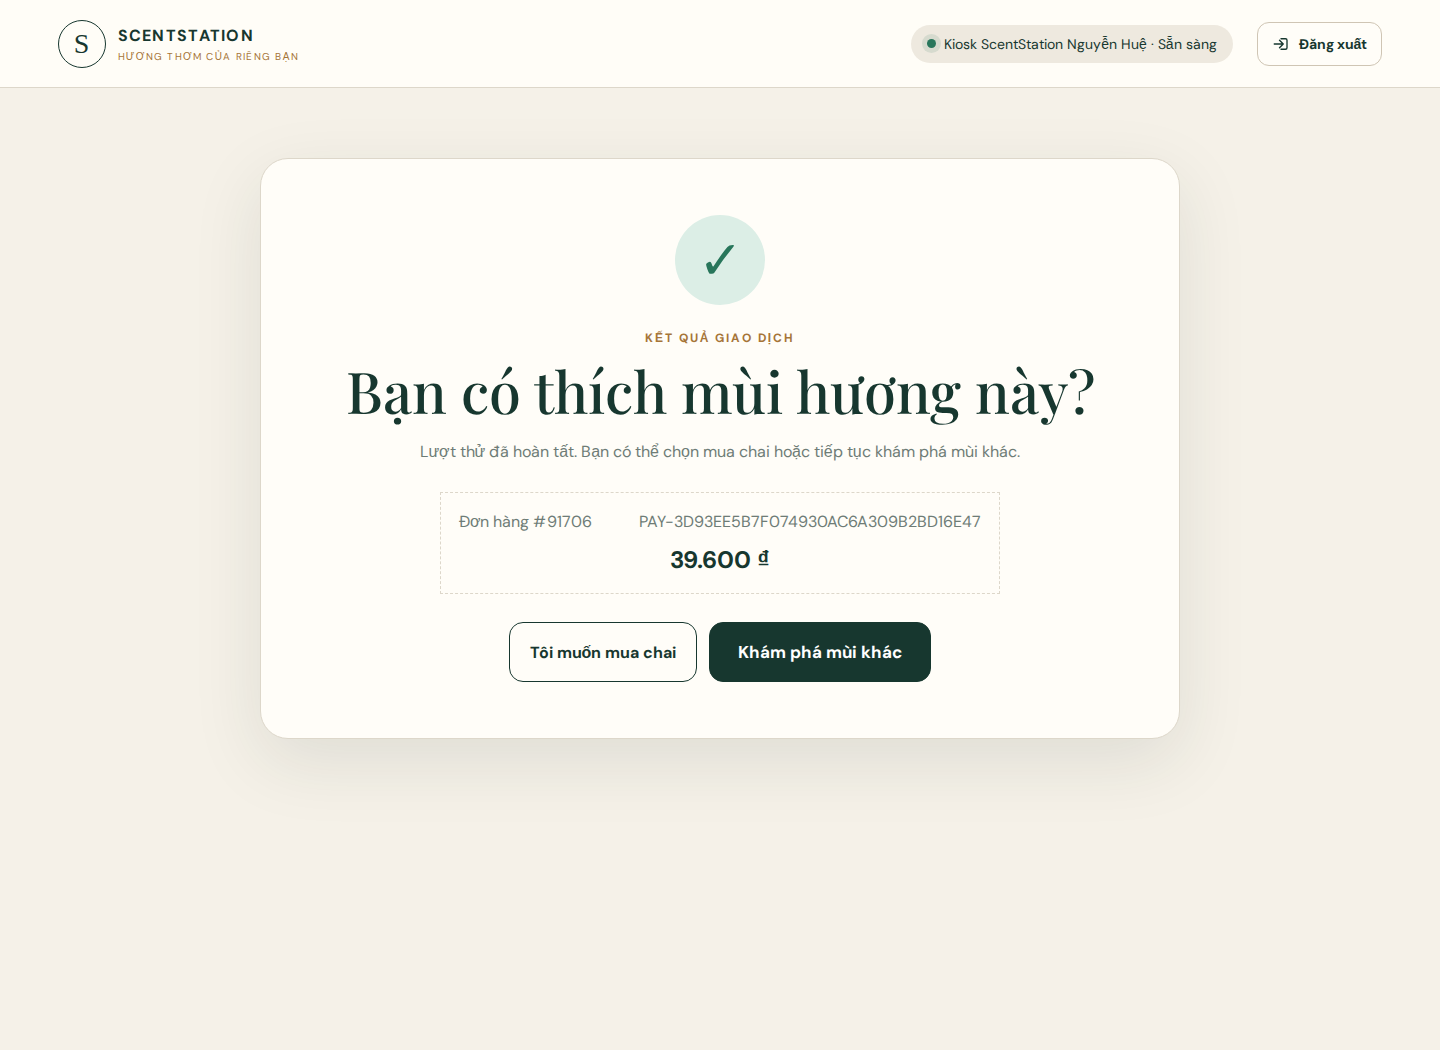 S
SCENTSTATION
HƯƠNG THƠM CỦA RIÊNG BẠN
Kiosk ScentStation Nguyễn Huệ · Sẵn sàng
Đăng xuất
✓
KẾT QUẢ GIAO DỊCH
Bạn có thích mùi hương này?
Lượt thử đã hoàn tất. Bạn có thể chọn mua chai hoặc tiếp tục khám phá mùi khác.
Đơn hàng #91706 PAY-3D93EE5B7F074930AC6A309B2BD16E47
39.600 ₫
Tôi muốn mua chai
Khám phá mùi khác